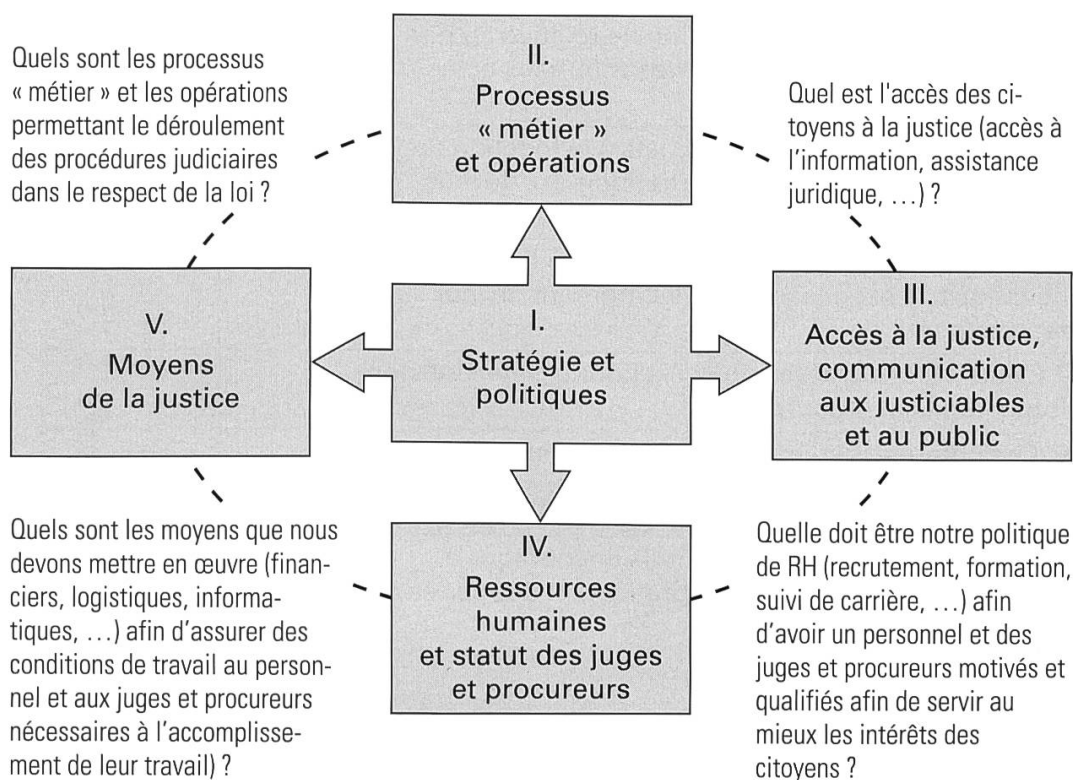 Quels sont les processus
« métier » et les opérations
permettant le déroulement
des procédures judiciaires
dans le respect de la loi ?
II.
Processus
« métier »
et opérations
Quel est l'accès des ci-
toyens à la justice (accès à
l'information, assistance
juridique, …) ?
V.
Moyens
de la justice
I.
Stratégie et
politiques
III.
Accès à la justice,
communication
aux justiciables
et au public
Quels sont les moyens que nous
devons mettre en œuvre (finan-
ciers, logistiques, informa-
tiques, …) afin d'assurer des
conditions de travail au person-
nel et aux juges et procureurs
nécessaires à l'accomplisse-
ment de leur travail) ?
IV.
Ressources
humaines
et statut des juges
et procureurs
Quelle doit être notre politique
de RH (recrutement, formation,
suivi de carrière, …) afin
d'avoir un personnel et des
juges et procureurs motivés et
qualifiés afin de servir au
mieux les intérêts des
citoyens ?